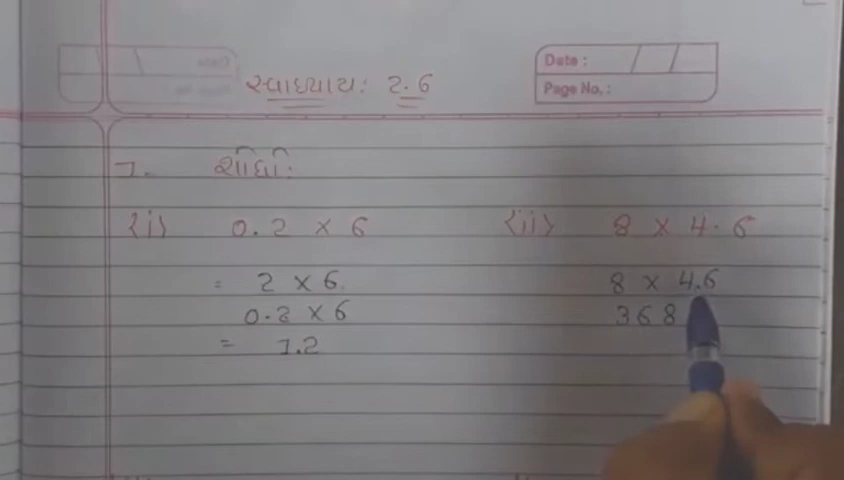 Date :
Page No. :
સ્વાધ્યાય: 2.6
1. શોધો:
(i) 0.2 × 6
(ii) 8 × 4.6
= 2 × 6
8 × 4.6
0.2 × 6
368
= 1.2